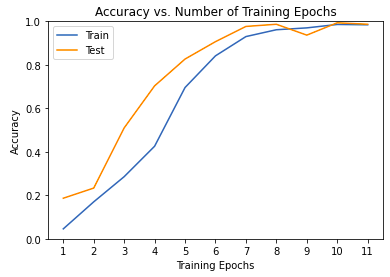 Accuracy vs. Number of Training Epochs
Train
Test
Accuracy
1.0
0.8
0.6
0.4
0.2
0.0
1 2 3 4 5 6 7 8 9 10 11
Training Epochs